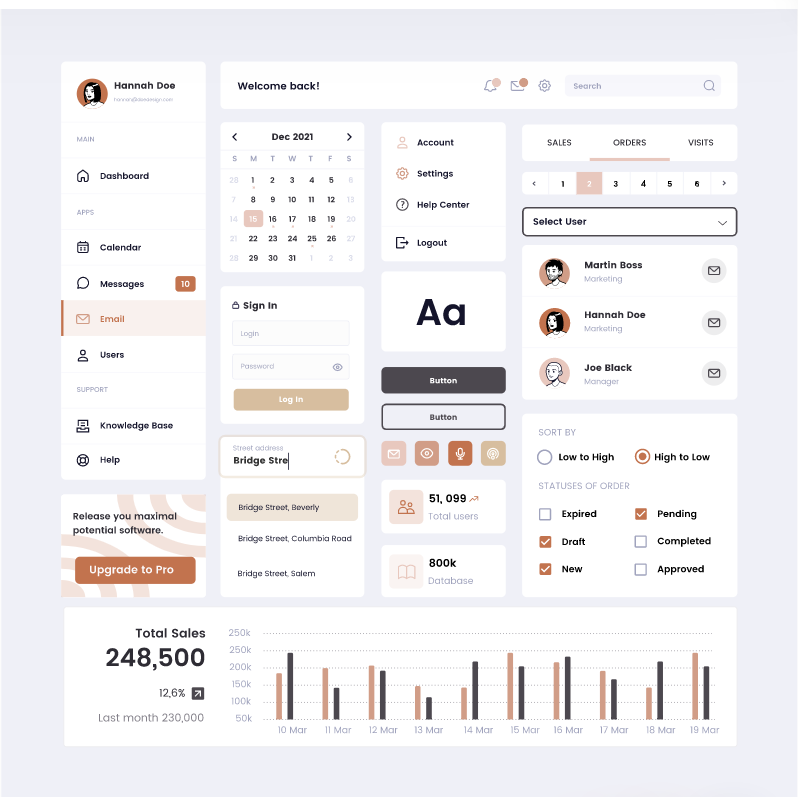 Hannah Doe
hannah@uxdesign.com
MAIN
Dashboard
APPS
Calendar
Messages 10
Email
Users
SUPPORT
Knowledge Base
Help
Release you maximal
potential software.
Upgrade to Pro
Welcome back!
Search
Dec 2021
S M T W T F S
28 1 2 3 4 5 6
7 8 9 10 11 12 13
14 15 16 17 18 19 20
21 22 23 24 25 26 27
28 29 30 31 1 2 3
Sign In
Login
Password
Log In
Street address
Bridge Stre
Bridge Street, Beverly
Bridge Street, Columbia Road
Bridge Street, Salem
Account
Settings
Help Center
Logout
Aa
Button
Button
51, 099
Total users
800k
Database
SALES ORDERS VISITS
< 1 2 3 4 5 6 >
Select User
Martin Boss
Marketing
Hannah Doe
Marketing
Joe Black
Manager
SORT BY
Low to High High to Low
STATUSES OF ORDER
Expired Pending
Draft Completed
New Approved
Total Sales
248,500
12,6%
Last month 230,000
250k
250k
200k
150k
100k
50k
10 Mar 11 Mar 12 Mar 13 Mar 14 Mar 15 Mar 16 Mar 17 Mar 18 Mar 19 Mar